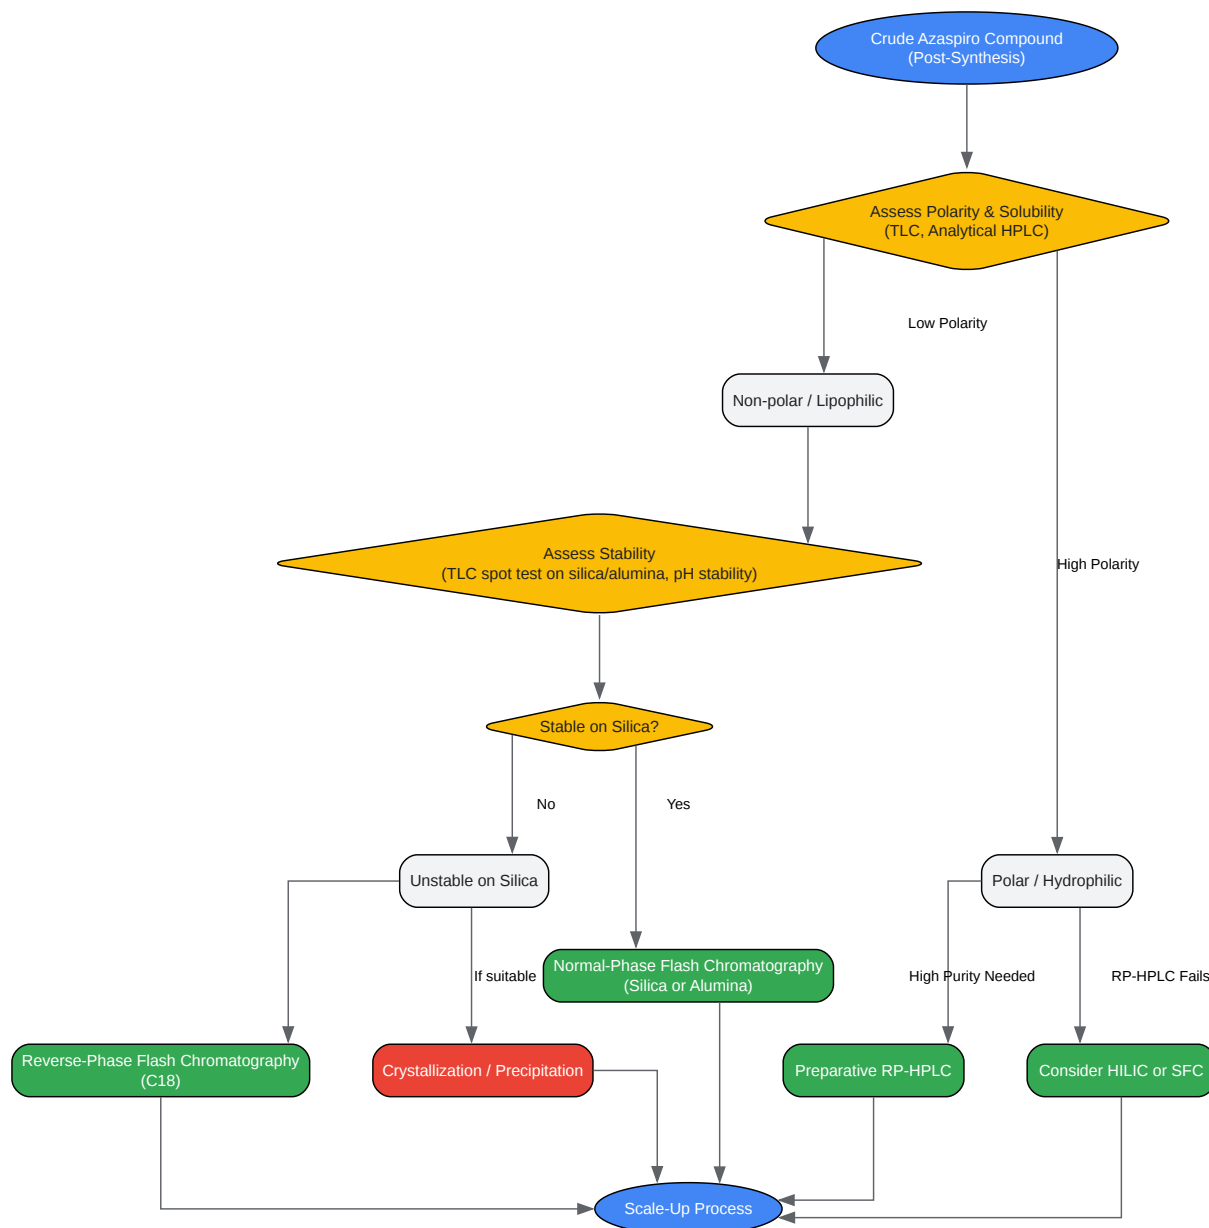 Crude Azaspiro Compound
(Post-Synthesis)
Assess Polarity & Solubility
(TLC, Analytical HPLC)
Low Polarity
Non-polar / Lipophilic
Assess Stability
(TLC spot test on silica/alumina, pH stability)
High Polarity
Stable on Silica?
No
Yes
Unstable on Silica
Polar / Hydrophilic
If suitable
Normal-Phase Flash Chromatography
(Silica or Alumina)
High Purity Needed
RP-HPLC Fails
Reverse-Phase Flash Chromatography
(C18)
Crystallization / Precipitation
Preparative RP-HPLC
Consider HILIC or SFC
Scale-Up Process